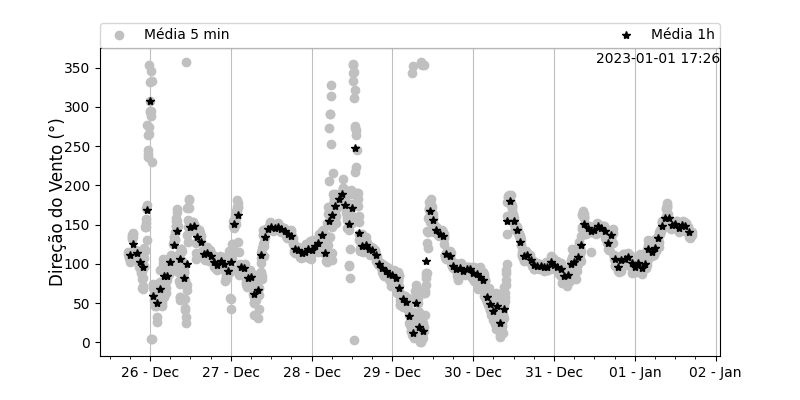 Média 5 min
Média 1h
2023-01-01 17:26
Direção do Vento (°)
350
300
250
200
150
100
50
0
26 - Dec
27 - Dec
28 - Dec
29 - Dec
30 - Dec
31 - Dec
01 - Jan
02 - Jan